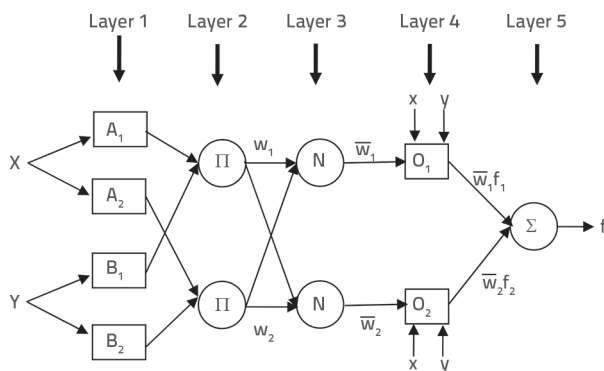 Layer 1 Layer 2 Layer 3 Layer 4 Layer 5
x y
A₁ w₁ w̅₁ O₁
Π N
X w̅₁f₁
A₂
Σ f
B₁
Y w̅₂f₂
Π N O₂
B₂ w₂ w̅₂
x y